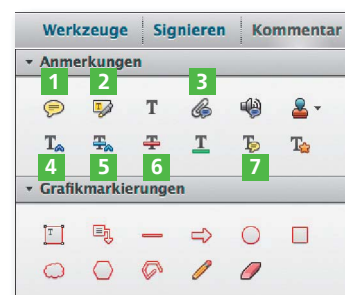 Werkzeuge Signieren Kommentar
Anmerkungen
1 2 3
T
4 5 6 7
Grafikmarkierungen